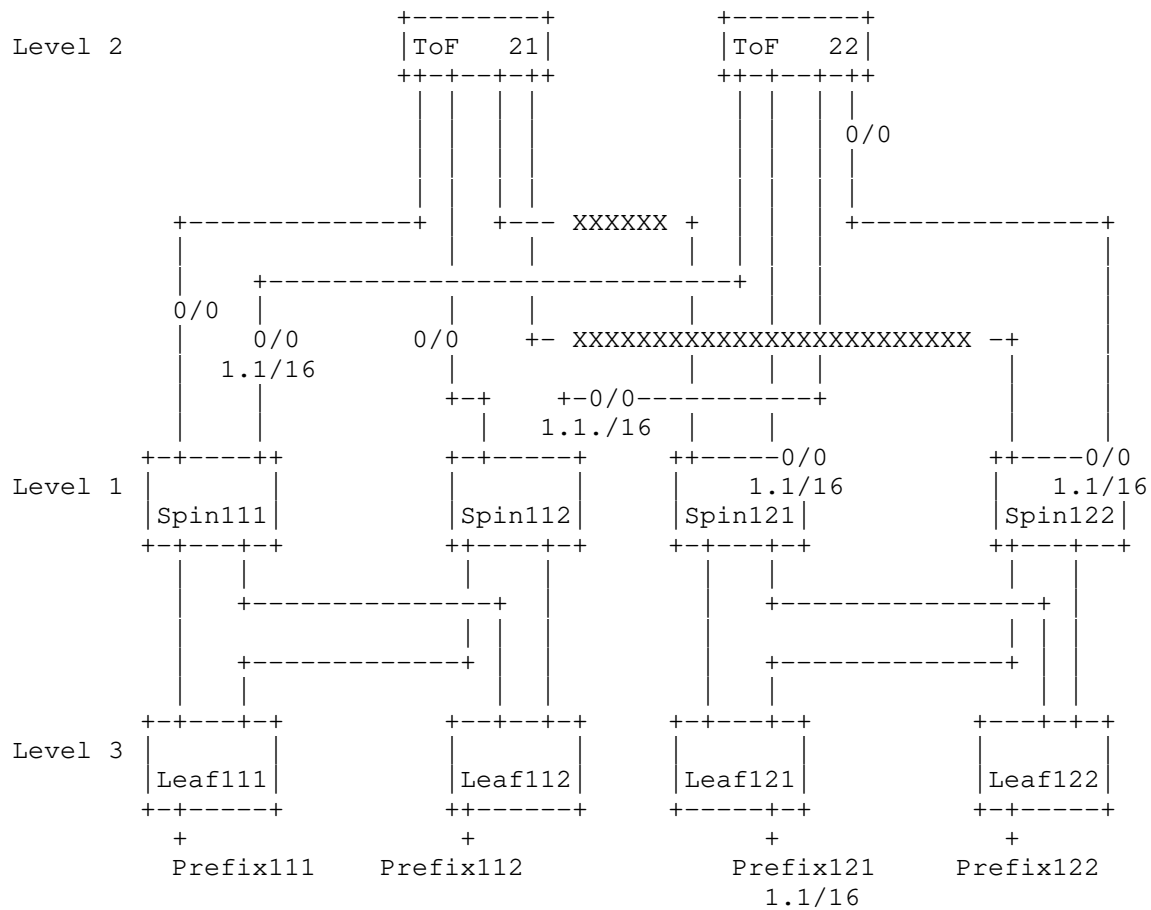 Level 2 ToF 21 ToF 22
0/0
XXXXXX
0/0
0/0 0/0 XXXXXXXXXXXXXXXXXXXXXXXXX
1.1/16
0/0
1.1./16
0/0 0/0
Level 1 1.1/16 1.1/16
Spin111 Spin112 Spin121 Spin122
Level 3
Leaf111 Leaf112 Leaf121 Leaf122
Prefix111 Prefix112 Prefix121 Prefix122
1.1/16